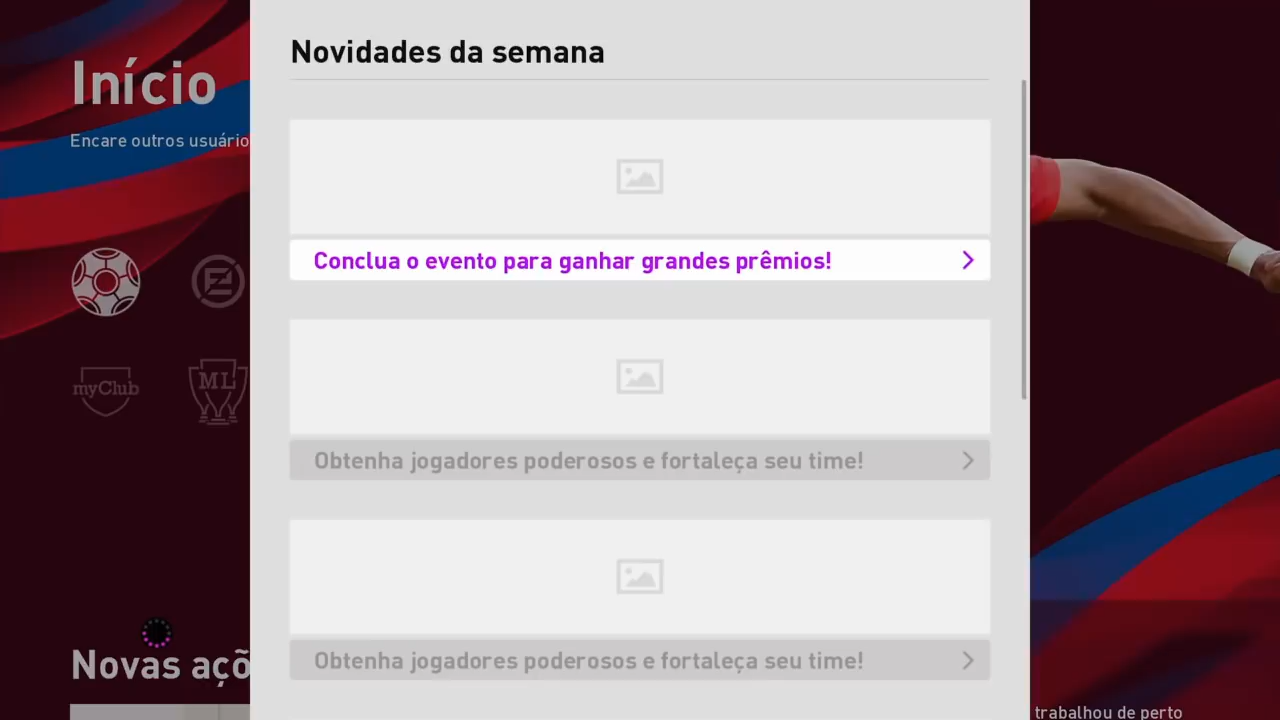 Novidades da semana
Início
Encare outros usuário
Conclua o evento para ganhar grandes prêmios!
myClub
ML
Obtenha jogadores poderosos e fortaleça seu time!
Novas açõ
Obtenha jogadores poderosos e fortaleça seu time!
trabalhou de perto